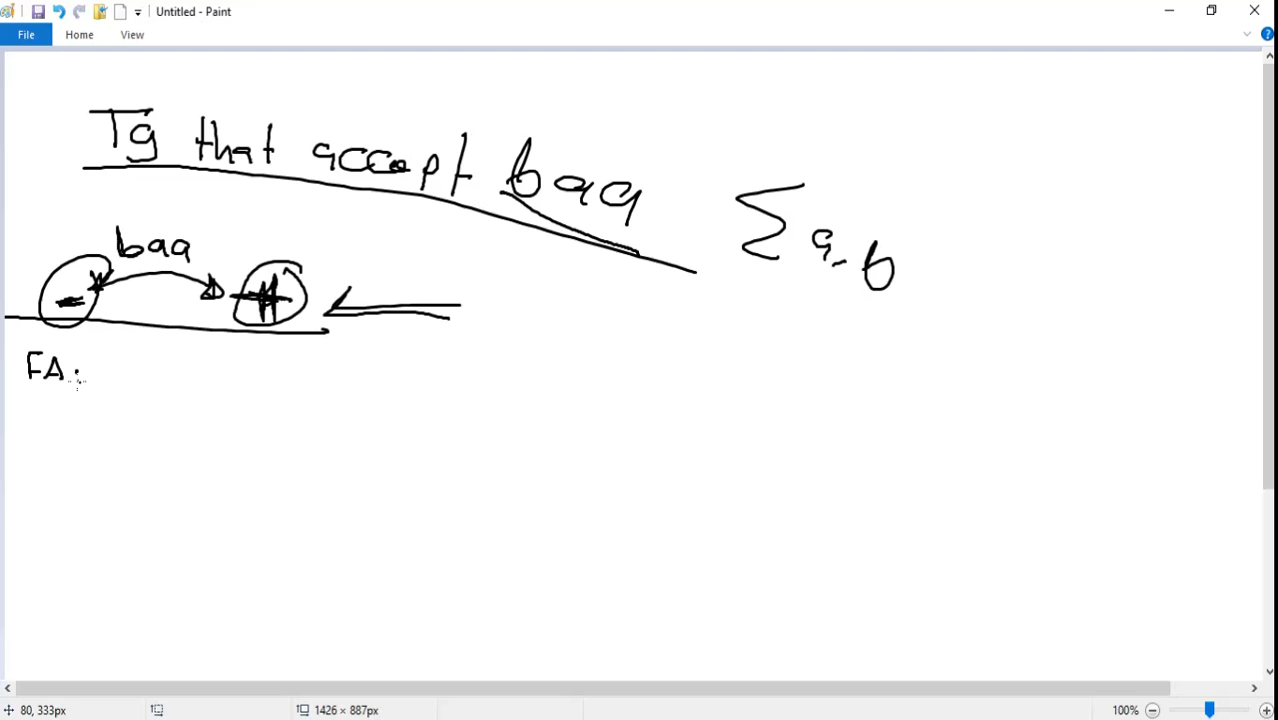 Untitled - Paint
File Home View
Tg that accept baa
Σ a, b
baa
-
+
FA:
80, 333px
1426 × 887px
100%